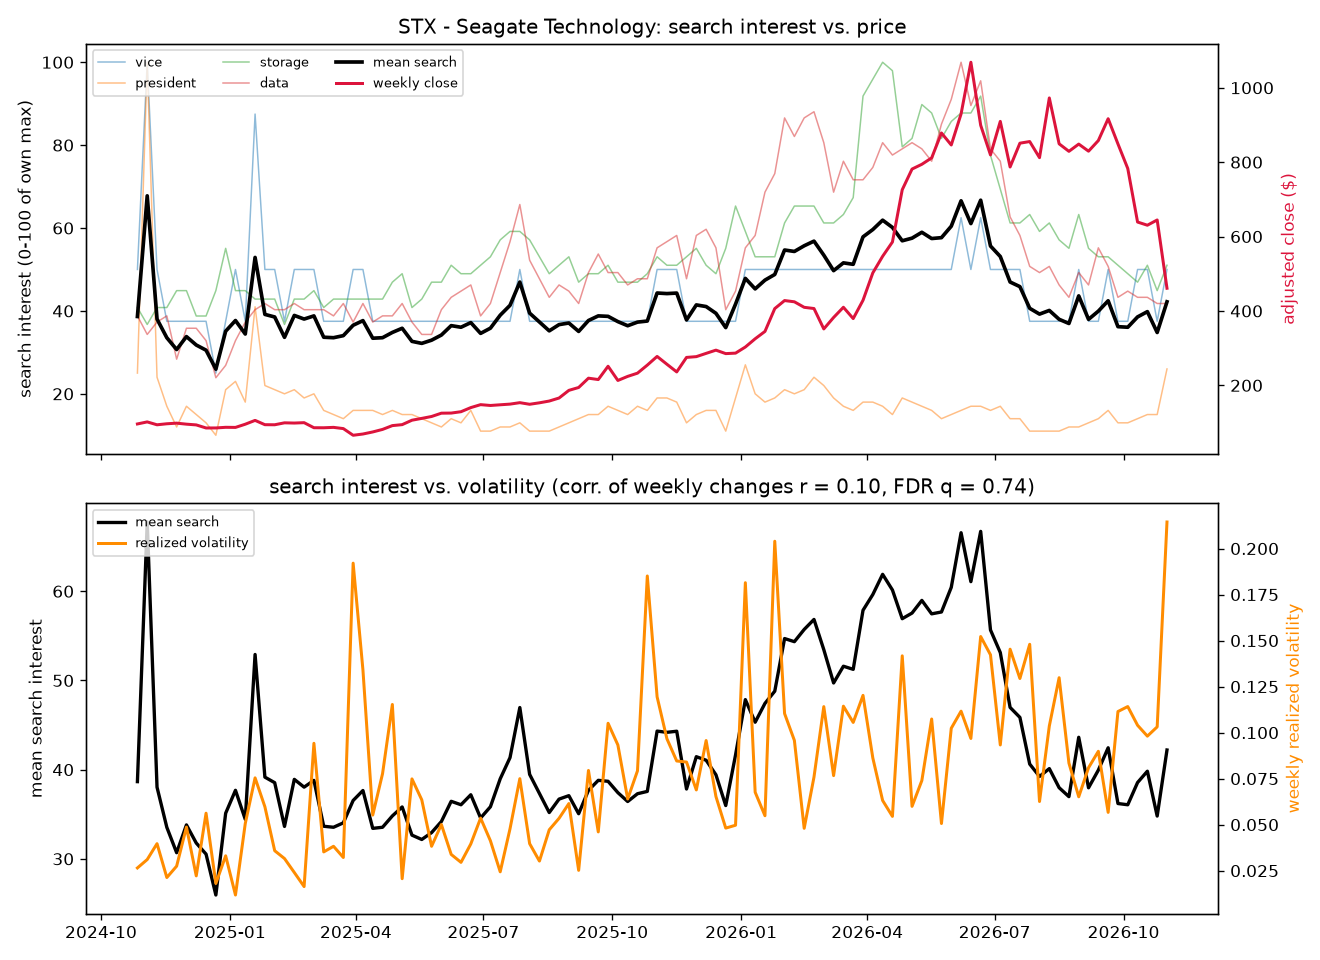 STX - Seagate Technology: search interest vs. price
vice
president
storage
data
mean search
weekly close
100
80
60
40
20
search interest (0-100 of own max)
1000
800
600
400
200
adjusted close ($)
search interest vs. volatility (corr. of weekly changes r = 0.10, FDR q = 0.74)
mean search
realized volatility
60
50
40
30
mean search interest
0.200
0.175
0.150
0.125
0.100
0.075
0.050
0.025
weekly realized volatility
2024-10 2025-01 2025-04 2025-07 2025-10 2026-01 2026-04 2026-07 2026-10